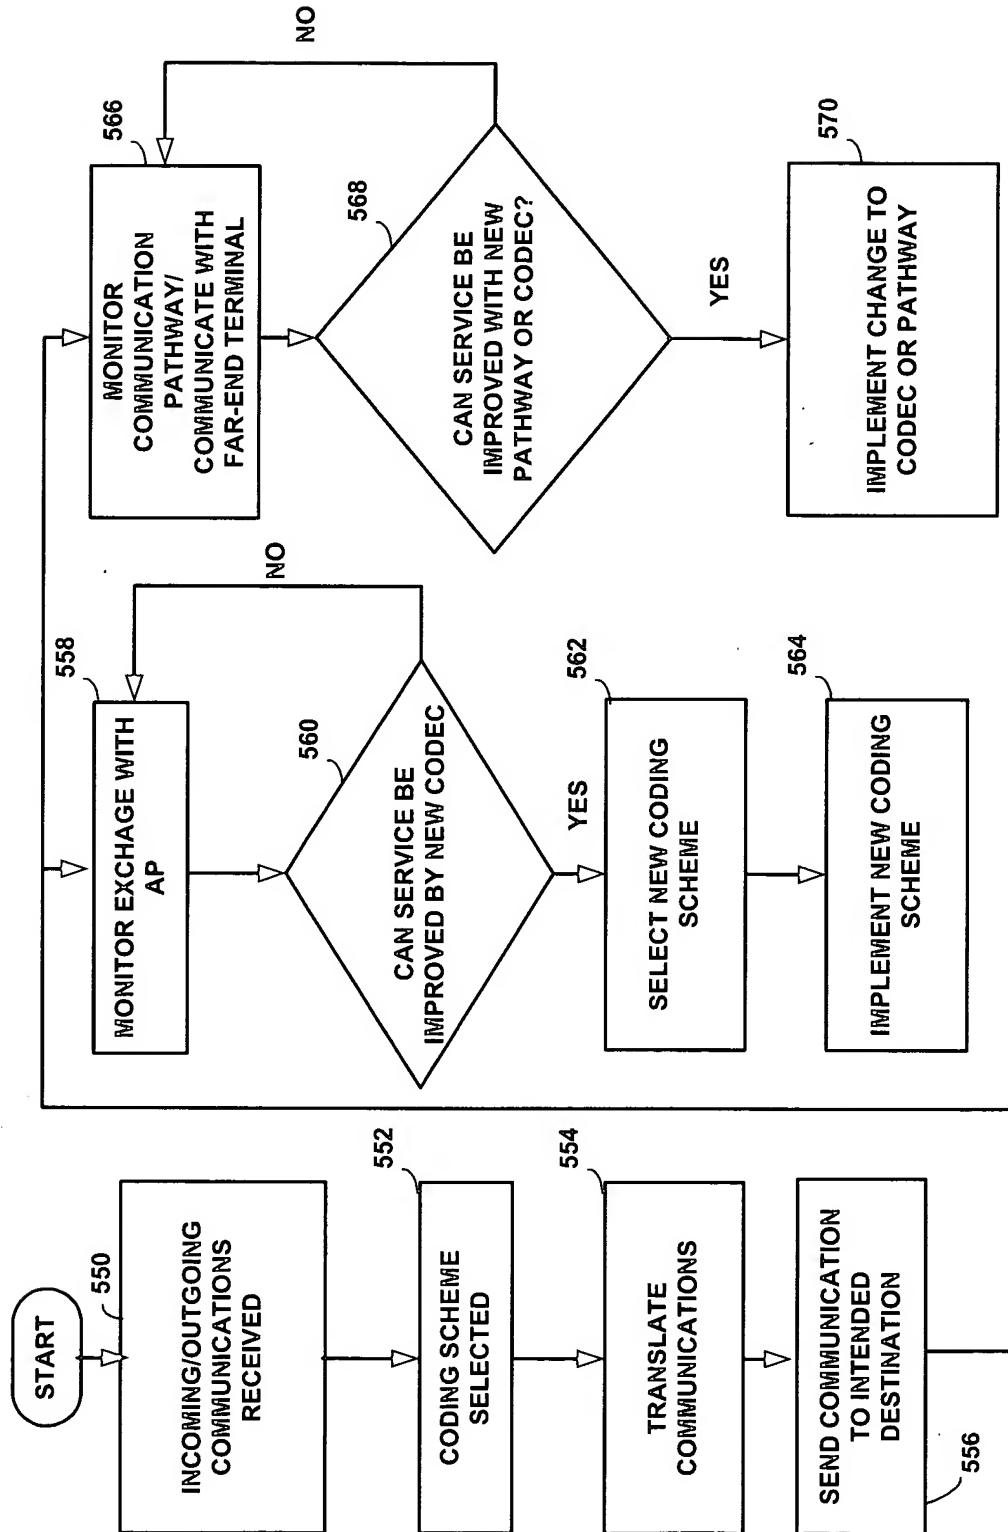 START
550
INCOMING/OUTGOING
COMMUNICATIONS
RECEIVED
552
CODING SCHEME
SELECTED
554
TRANSLATE
COMMUNICATIONS
SEND COMMUNICATION
TO INTENDED
DESTINATION
556
558
MONITOR EXCHAGE WITH
AP
NO
560
CAN SERVICE BE
IMPROVED BY NEW CODEC
YES
562
SELECT NEW CODING
SCHEME
564
IMPLEMENT NEW CODING
SCHEME
566
MONITOR
COMMUNICATION
PATHWAY/
COMMUNICATE WITH
FAR-END TERMINAL
NO
568
CAN SERVICE BE
IMPROVED WITH NEW
PATHWAY OR CODEC?
YES
570
IMPLEMENT CHANGE TO
CODEC OR PATHWAY